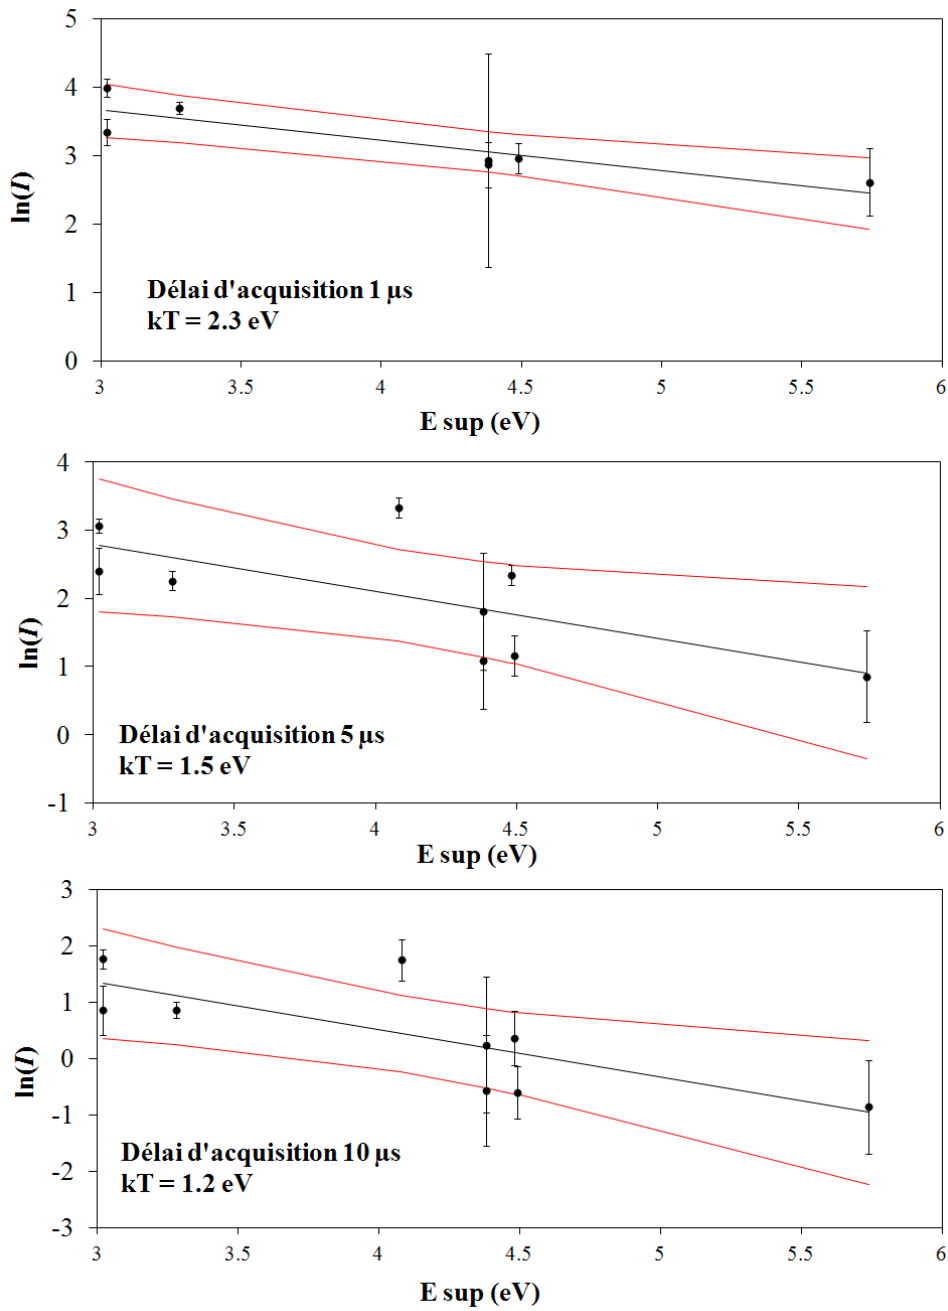 5
4
3
2
1
0
ln(I)
Délai d'acquisition 1 µs
kT = 2.3 eV
3 3.5 4 4.5 5 5.5 6
E sup (eV)
4
3
2
1
0
-1
ln(I)
Délai d'acquisition 5 µs
kT = 1.5 eV
3 3.5 4 4.5 5 5.5 6
E sup (eV)
3
2
1
0
-1
-2
-3
ln(I)
Délai d'acquisition 10 µs
kT = 1.2 eV
3 3.5 4 4.5 5 5.5 6
E sup (eV)